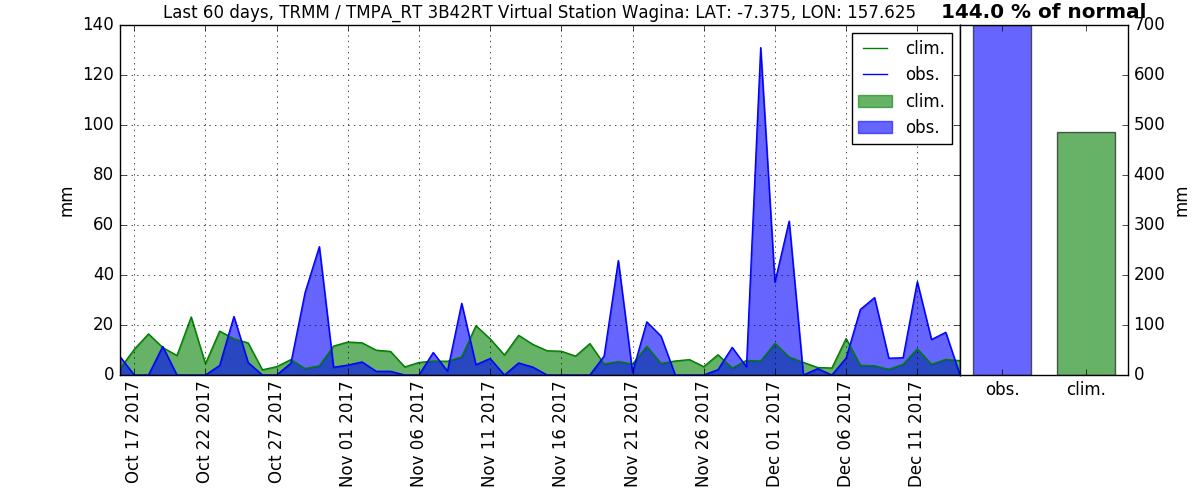 Last 60 days, TRMM / TMPA_RT 3B42RT Virtual Station Wagina: LAT: -7.375, LON: 157.625
144.0 % of normal
mm
140
120
100
80
60
40
20
0
clim.
obs.
clim.
obs.
700
600
500
400
300
200
100
0
mm
Oct 17 2017
Oct 22 2017
Oct 27 2017
Nov 01 2017
Nov 06 2017
Nov 11 2017
Nov 16 2017
Nov 21 2017
Nov 26 2017
Dec 01 2017
Dec 06 2017
Dec 11 2017
obs.
clim.